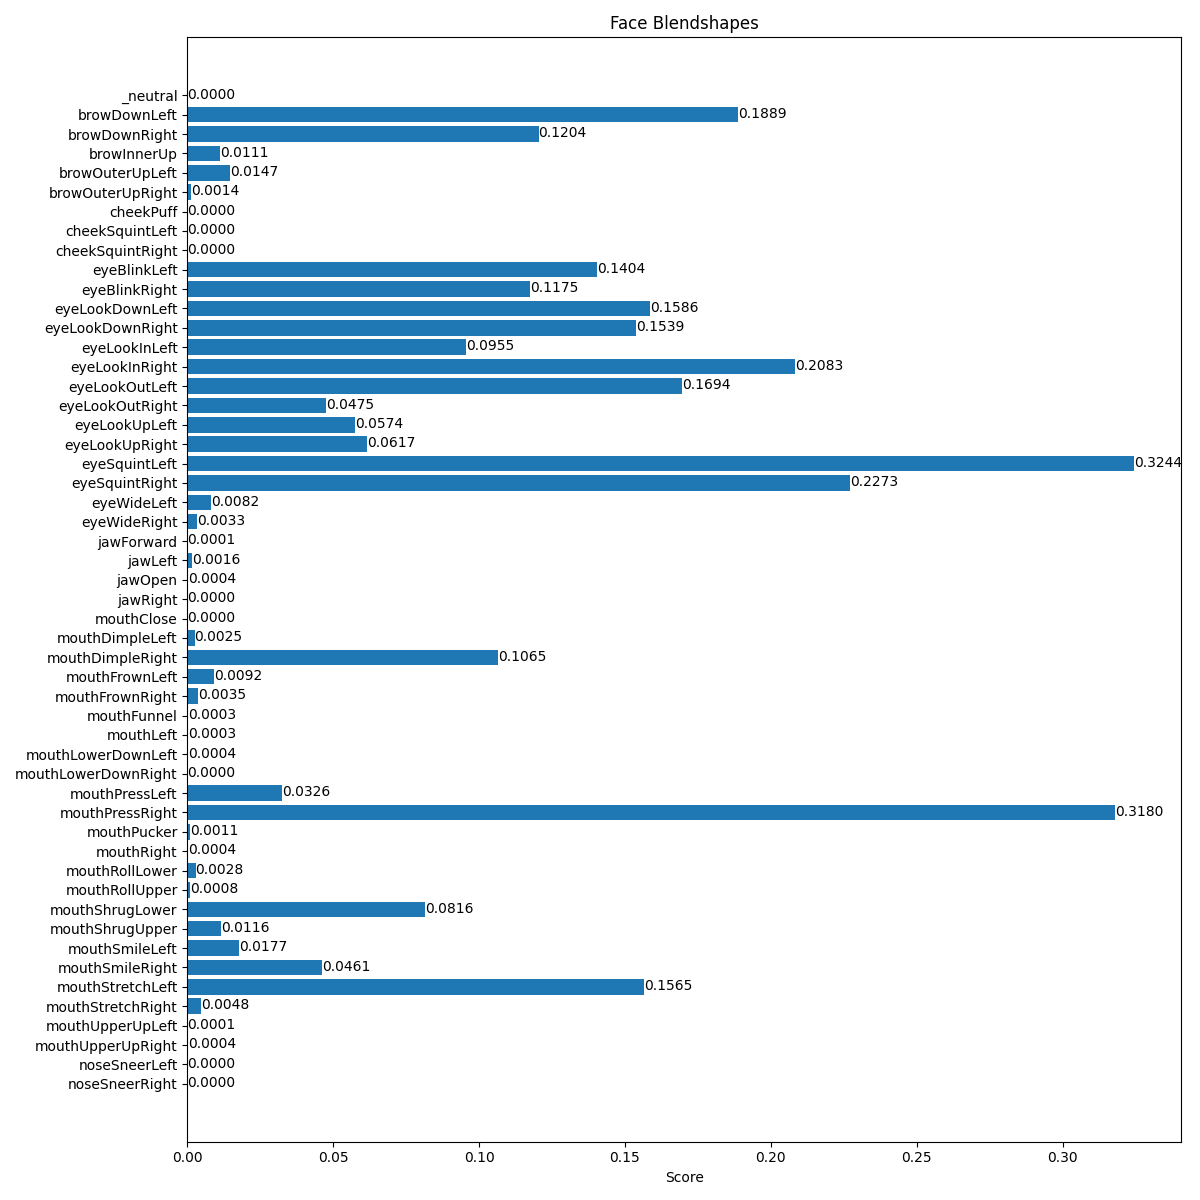 Face Blendshapes
_neutral 0.0000
browDownLeft 0.1889
browDownRight 0.1204
browInnerUp 0.0111
browOuterUpLeft 0.0147
browOuterUpRight 0.0014
cheekPuff 0.0000
cheekSquintLeft 0.0000
cheekSquintRight 0.0000
eyeBlinkLeft 0.1404
eyeBlinkRight 0.1175
eyeLookDownLeft 0.1586
eyeLookDownRight 0.1539
eyeLookInLeft 0.0955
eyeLookInRight 0.2083
eyeLookOutLeft 0.1694
eyeLookOutRight 0.0475
eyeLookUpLeft 0.0574
eyeLookUpRight 0.0617
eyeSquintLeft 0.3244
eyeSquintRight 0.2273
eyeWideLeft 0.0082
eyeWideRight 0.0033
jawForward 0.0001
jawLeft 0.0016
jawOpen 0.0004
jawRight 0.0000
mouthClose 0.0000
mouthDimpleLeft 0.0025
mouthDimpleRight 0.1065
mouthFrownLeft 0.0092
mouthFrownRight 0.0035
mouthFunnel 0.0003
mouthLeft 0.0003
mouthLowerDownLeft 0.0004
mouthLowerDownRight 0.0000
mouthPressLeft 0.0326
mouthPressRight 0.3180
mouthPucker 0.0011
mouthRight 0.0004
mouthRollLower 0.0028
mouthRollUpper 0.0008
mouthShrugLower 0.0816
mouthShrugUpper 0.0116
mouthSmileLeft 0.0177
mouthSmileRight 0.0461
mouthStretchLeft 0.1565
mouthStretchRight 0.0048
mouthUpperUpLeft 0.0001
mouthUpperUpRight 0.0004
noseSneerLeft 0.0000
noseSneerRight 0.0000
0.00 0.05 0.10 0.15 0.20 0.25 0.30
Score